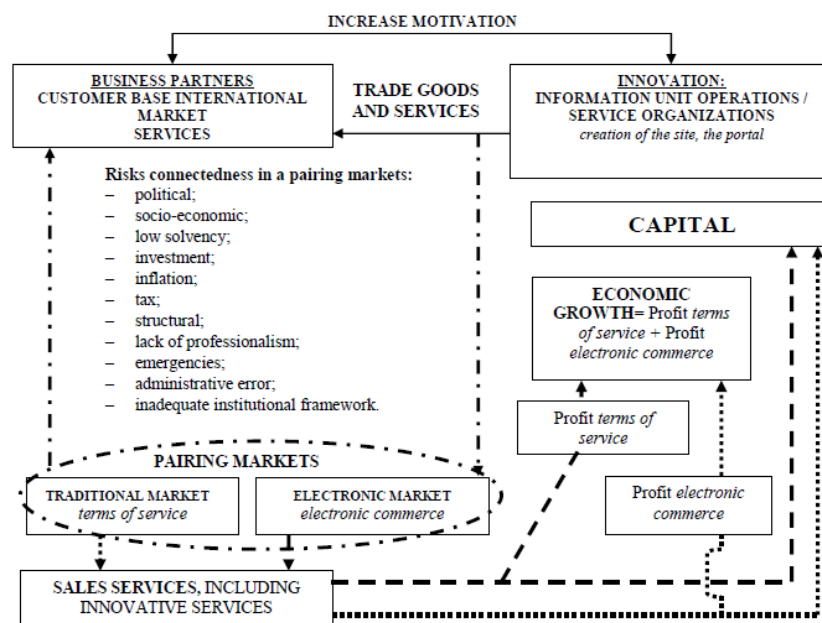 INCREASE MOTIVATION
BUSINESS PARTNERS
CUSTOMER BASE INTERNATIONAL
MARKET
SERVICES
TRADE GOODS
AND SERVICES
INNOVATION:
INFORMATION UNIT OPERATIONS /
SERVICE ORGANIZATIONS
creation of the site, the portal
Risks connectedness in a pairing markets:
– political;
– socio-economic;
– low solvency;
– investment;
– inflation;
– tax;
– structural;
– lack of professionalism;
– emergencies;
– administrative error;
– inadequate institutional framework.
CAPITAL
ECONOMIC
GROWTH= Profit terms
of service + Profit
electronic commerce
Profit terms of
service
PAIRING MARKETS
TRADITIONAL MARKET
terms of service
ELECTRONIC MARKET
electronic commerce
Profit electronic
commerce
SALES SERVICES, INCLUDING
INNOVATIVE SERVICES